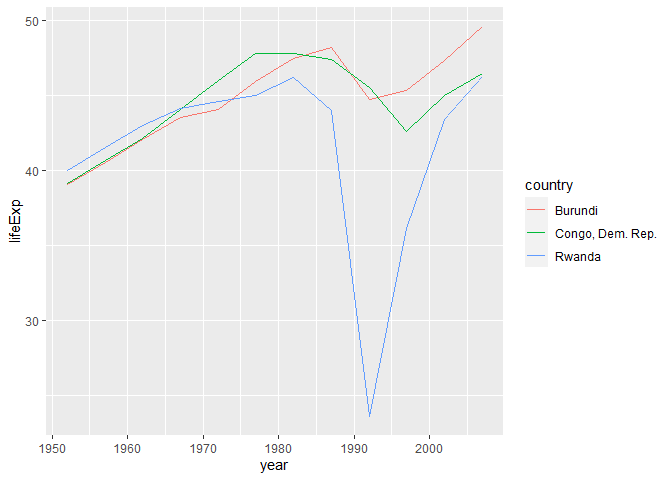 50
40
30
lifeExp
1950 1960 1970 1980 1990 2000
year
country
Burundi
Congo, Dem. Rep.
Rwanda